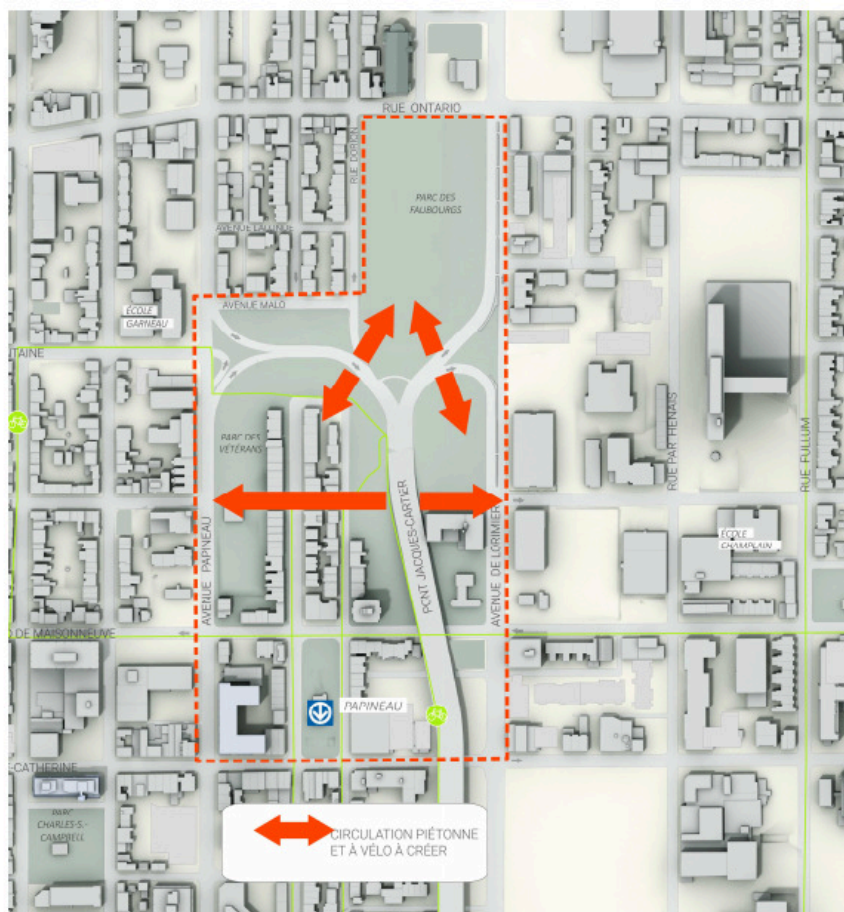 RUE ONTARIO
RUE DORION
PARC DES
FAUBOURGS
AVENUE LALONDE
AVENUE MALO
ÉCOLE
GARNEAU
NTAINE
PARC DES
VÉTÉRANS
RUE PARTHENAIS
RUE FULLUM
AVENUE PAPINEAU
PONT JACQUES-CARTIER
AVENUE DE LORIMIER
ÉCOLE
CHAMPLAIN
D DE MAISONNEUVE
PAPINEAU
E-CATHERINE
PARC
CHARLES-S.-
CAMPBELL
CIRCULATION PIÉTONNE
ET À VÉLO À CRÉER